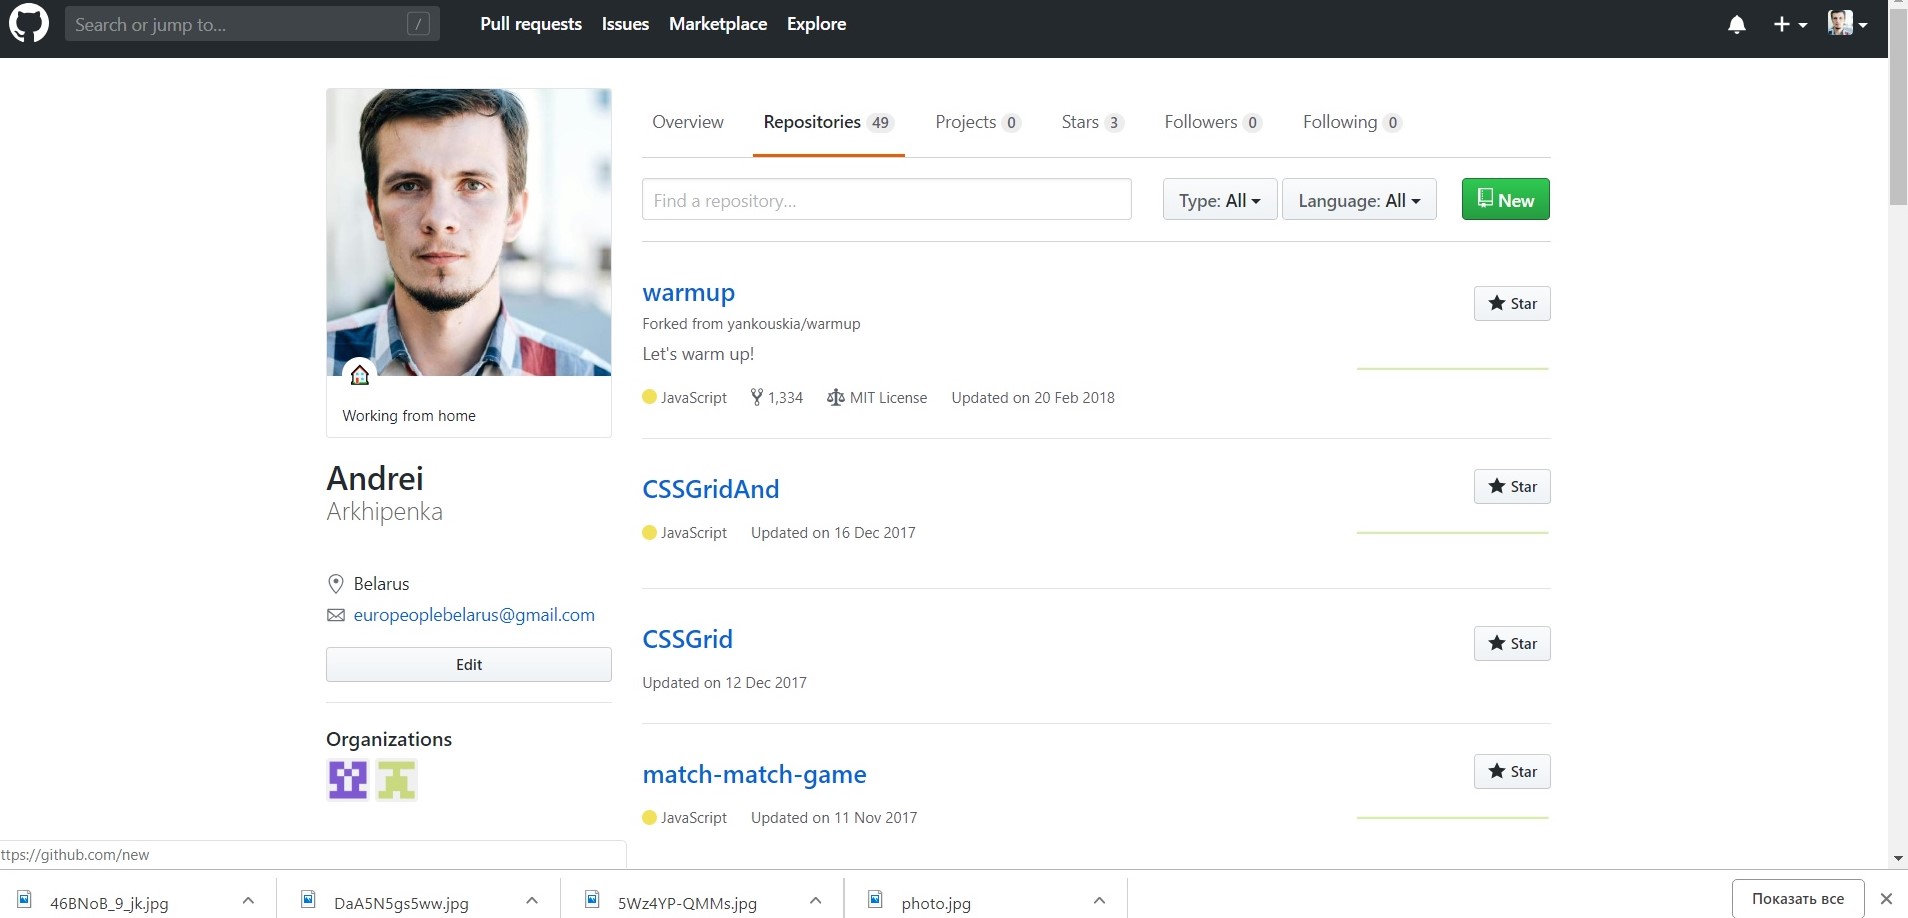 Search or jump to... /
Pull requests Issues Marketplace Explore
Overview Repositories 49 Projects 0 Stars 3 Followers 0 Following 0
Find a repository... Type: All Language: All New
warmup
Star
Forked from yankouskia/warmup
Let's warm up!
JavaScript 1,334 MIT License Updated on 20 Feb 2018
Working from home
Andrei
Arkhipenka
Belarus
europeoplebelarus@gmail.com
Edit
Organizations
CSSGridAnd
Star
JavaScript Updated on 16 Dec 2017
CSSGrid
Star
Updated on 12 Dec 2017
match-match-game
Star
JavaScript Updated on 11 Nov 2017
ttps://github.com/new
46BNoB_9_jk.jpg DaA5N5gs5ww.jpg 5Wz4YP-QMMs.jpg photo.jpg Показать все